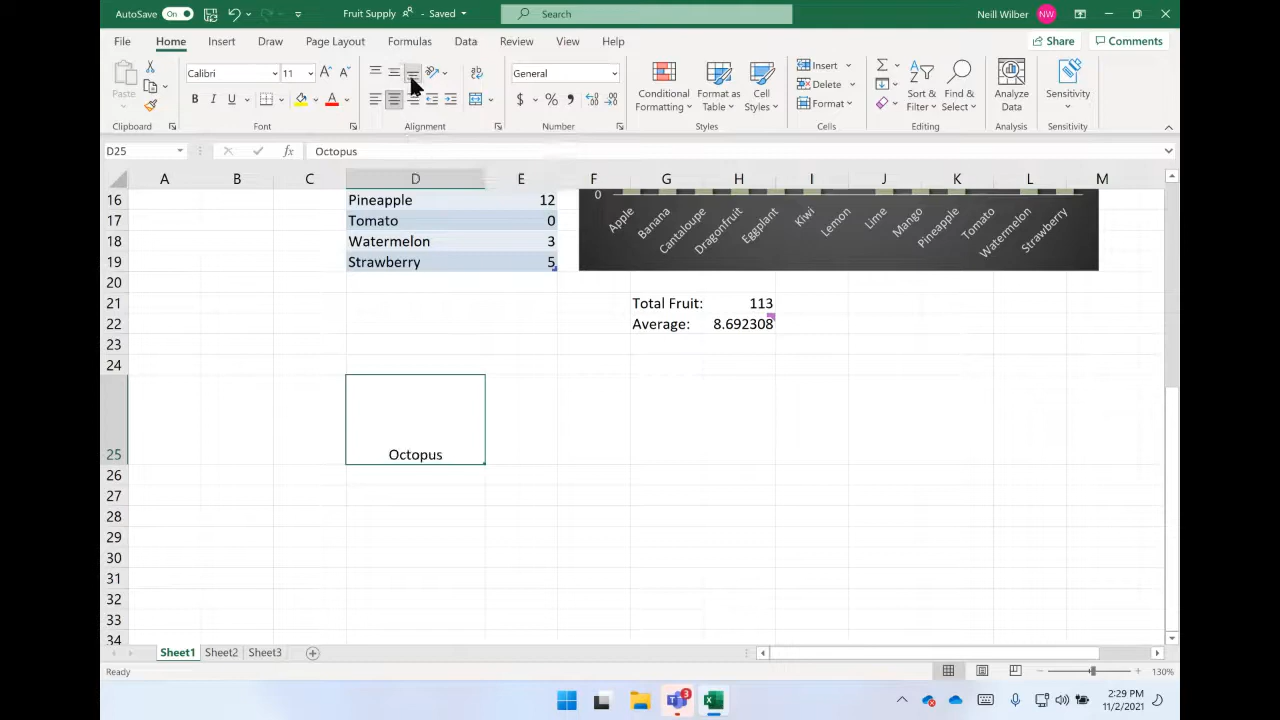 AutoSave On Fruit Supply Saved Search Neill Wilber NW
File Home Insert Draw Page Layout Formulas Data Review View Help Share Comments
Paste Calibri 11 General Conditional Formatting Format as Table Cell Styles Insert Delete Format Sort & Filter Find & Select Analyze Data Sensitivity
B I U A $ % 9
Clipboard Font Alignment Number Styles Cells Editing Analysis Sensitivity
D25 fx Octopus
A B C D E F G H I J K L M
16 Pineapple 12 0
17 Tomato 0
18 Watermelon 3
19 Strawberry 5
Apple Banana Cantaloupe Dragonfruit Eggplant Kiwi Lemon Lime Mango Pineapple Tomato Watermelon Strawberry
20
21 Total Fruit: 113
22 Average: 8.692308
23
24
25 Octopus
26
27
28
29
30
31
32
33
34
Sheet1 Sheet2 Sheet3
Ready 130%
3 2:29 PM
11/2/2021